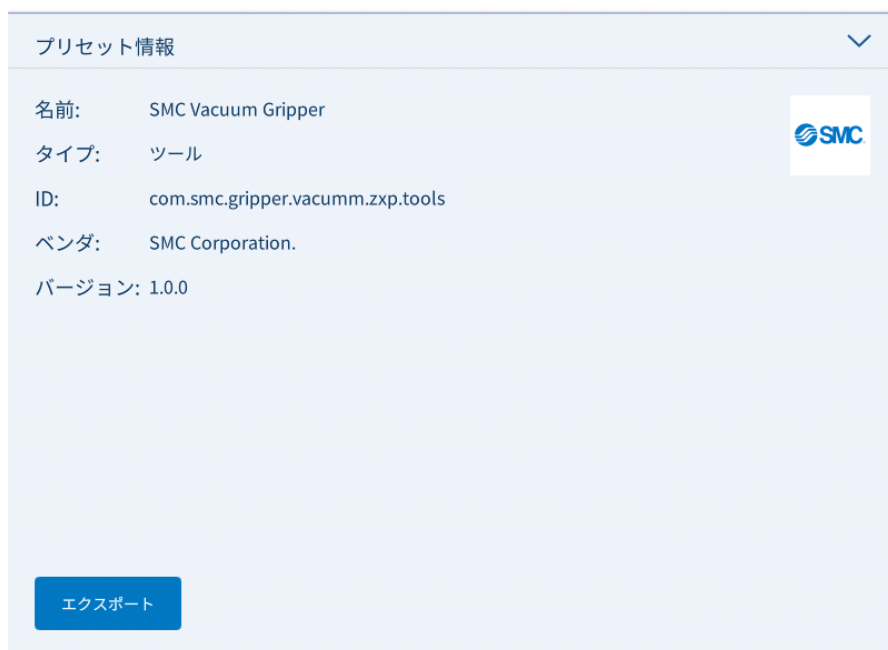 プリセット情報
名前: SMC Vacuum Gripper
SMC
タイプ: ツール
ID: com.smc.gripper.vacumm.zxp.tools
ベンダ: SMC Corporation.
バージョン: 1.0.0
エクスポート